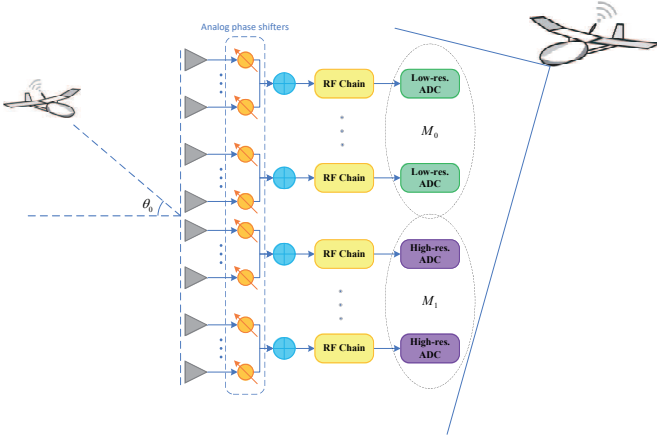 Analog phase shifters
RF Chain
Low-res.
ADC
M0
RF Chain
Low-res.
ADC
θ0
RF Chain
High-res.
ADC
M1
RF Chain
High-res.
ADC